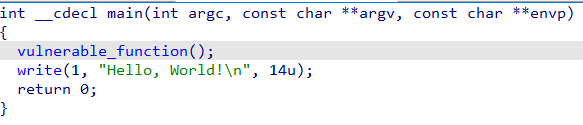 int __cdecl main(int argc, const char **argv, const char **envp)
{
  vulnerable_function();
  write(1, "Hello, World!\n", 14u);
  return 0;
}